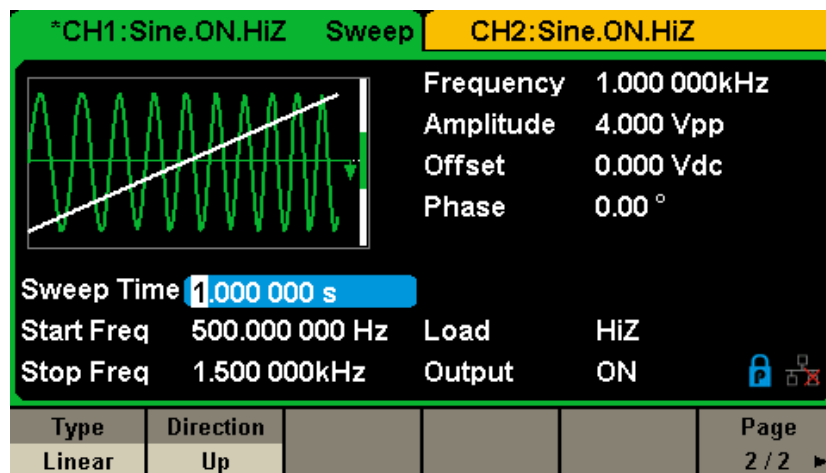 *CH1:Sine.ON.HiZ Sweep CH2:Sine.ON.HiZ
Frequency 1.000 000kHz
Amplitude 4.000 Vpp
Offset 0.000 Vdc
Phase 0.00 °
Sweep Time 1.000 000 s
Start Freq 500.000 000 Hz Load HiZ
Stop Freq 1.500 000kHz Output ON P
Type Direction Page
Linear Up 2 / 2 ►